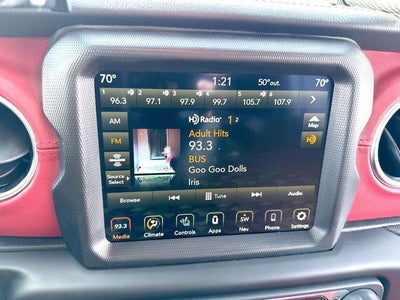 70° 1:21 50°out. 70°
1 2 3 4 5 6
96.3 97.1 97.9 99.7 105.7 107.9
AM
HD Radio 1 2
Map
Adult Hits
FM
93.3
HD
BUS
Goo Goo Dolls
Source Select
Iris
Browse Tune Audio
93.3 SW
Media Climate Controls Apps Nav Phone Settings